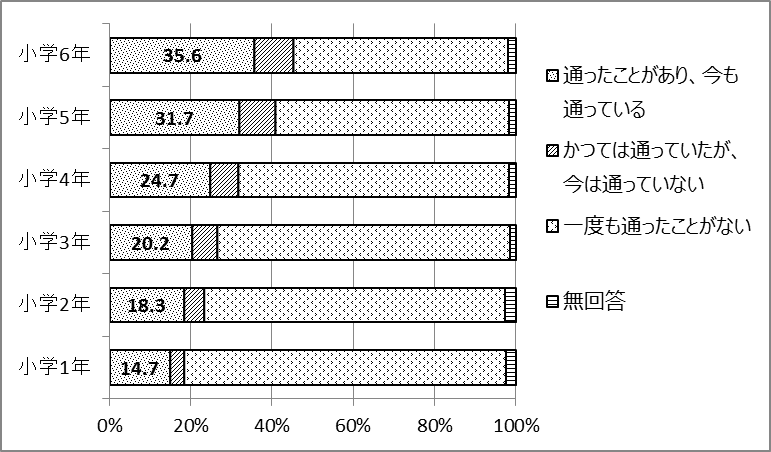 小学6年
35.6
小学5年
31.7
小学4年
24.7
小学3年
20.2
小学2年
18.3
小学1年
14.7
0%
20%
40%
60%
80%
100%
通ったことがあり、今も
通っている
かつては通っていたが、
今は通っていない
一度も通ったことがない
無回答